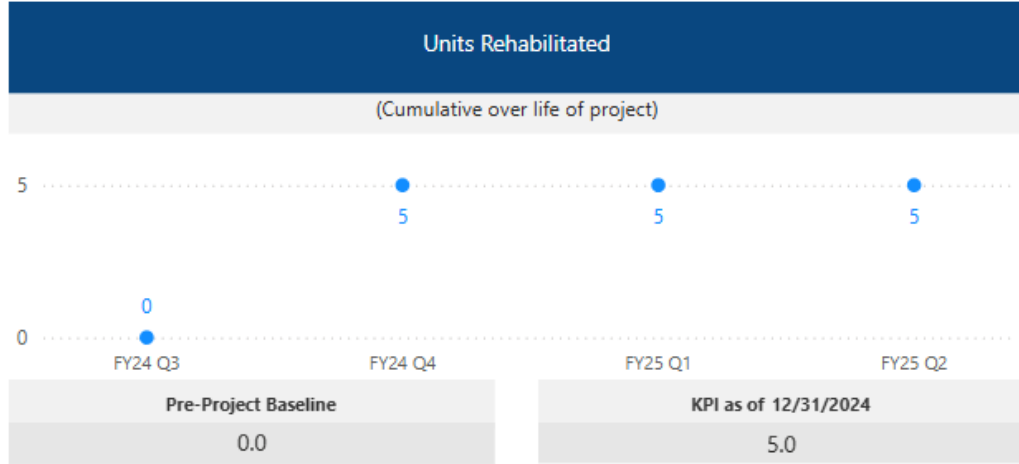 Units Rehabilitated
(Cumulative over life of project)
5
5 5 5
0
0
FY24 Q3 FY24 Q4 FY25 Q1 FY25 Q2
Pre-Project Baseline KPI as of 12/31/2024
0.0 5.0